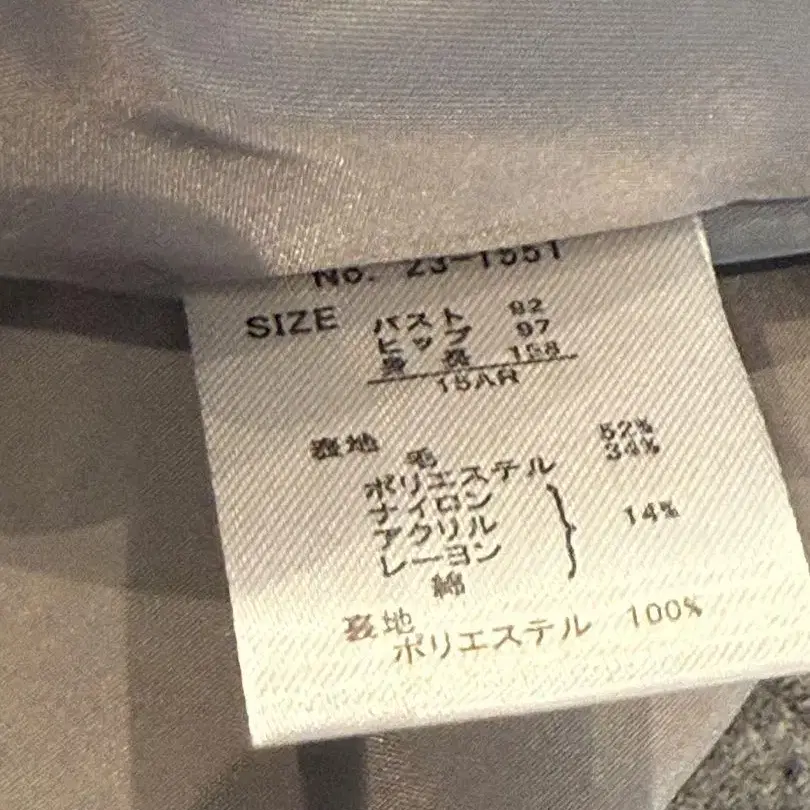 No. 23-1551
SIZE バスト 92
ヒップ 97
身長 158
15AR
表地 毛 52%
ポリエステル 34%
ナイロン
アクリル 14%
レーヨン
綿
裏地
ポリエステル 100%